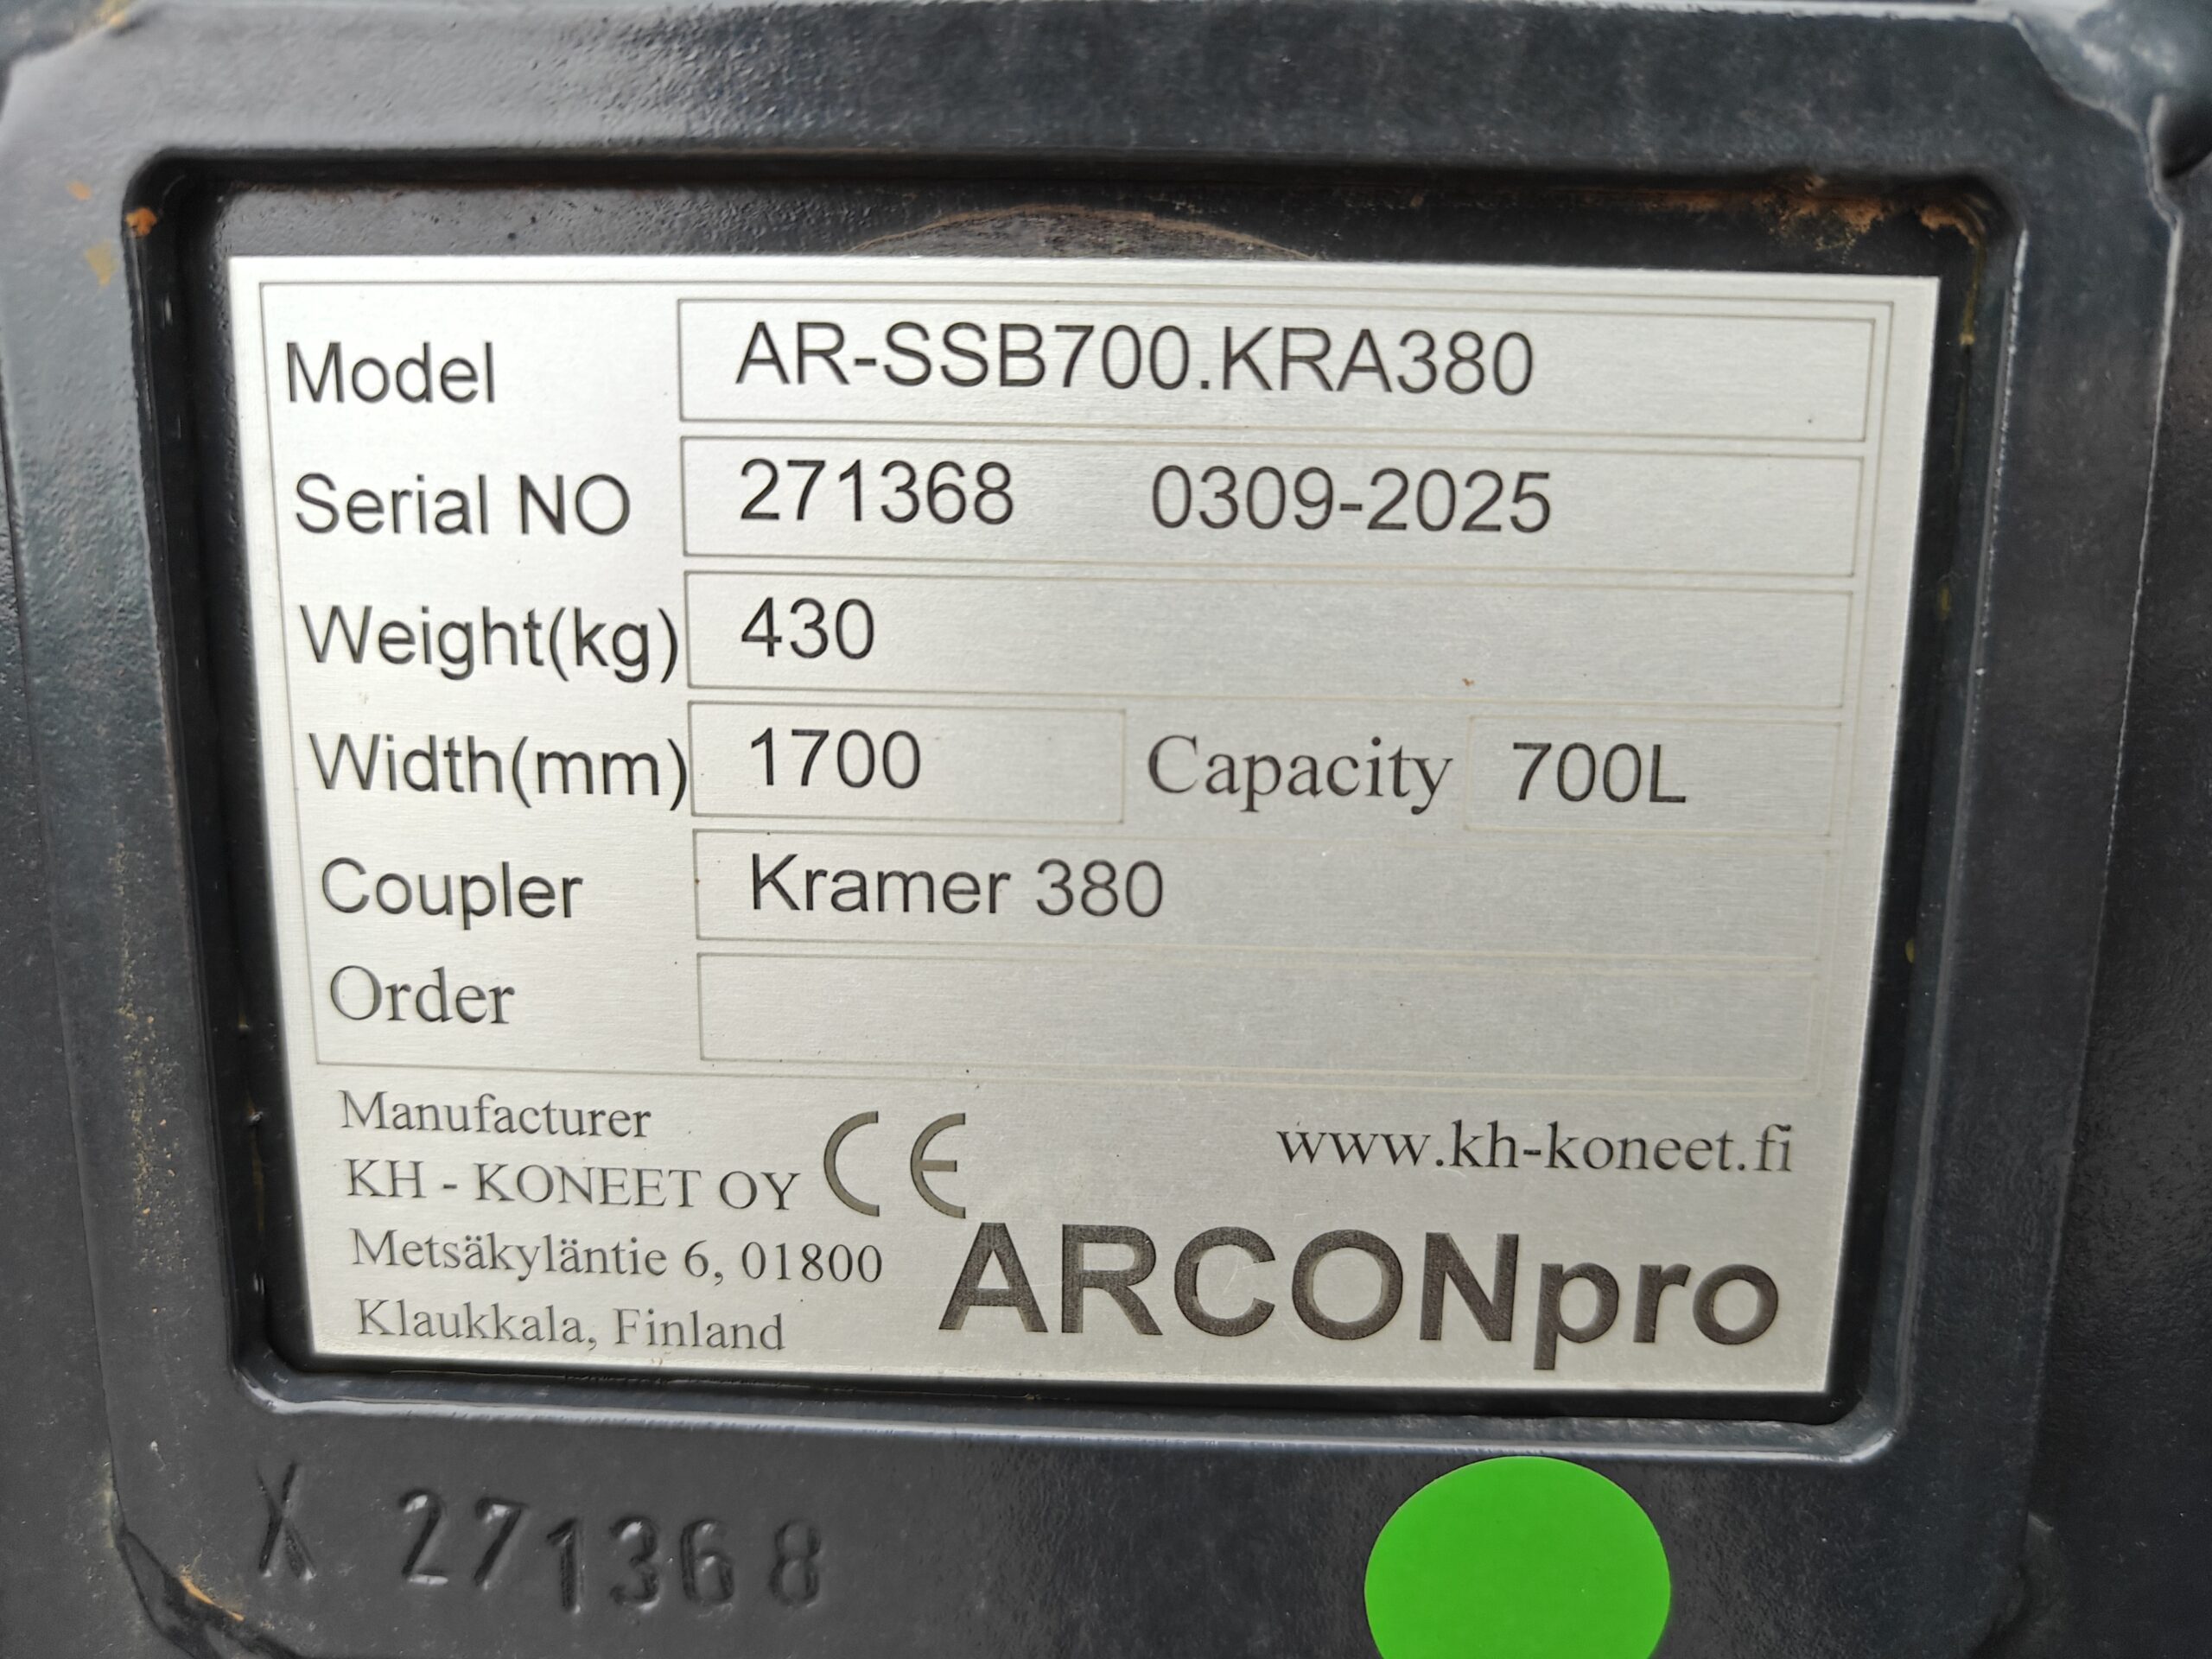 Model AR-SSB700.KRA380
Serial NO 271368 0309-2025
Weight(kg) 430
Width(mm) 1700 Capacity 700L
Coupler Kramer 380
Order
Manufacturer
KH - KONEET OY CE www.kh-koneet.fi
Metsäkyläntie 6, 01800
Klaukkala, Finland
ARCONpro
X 271368